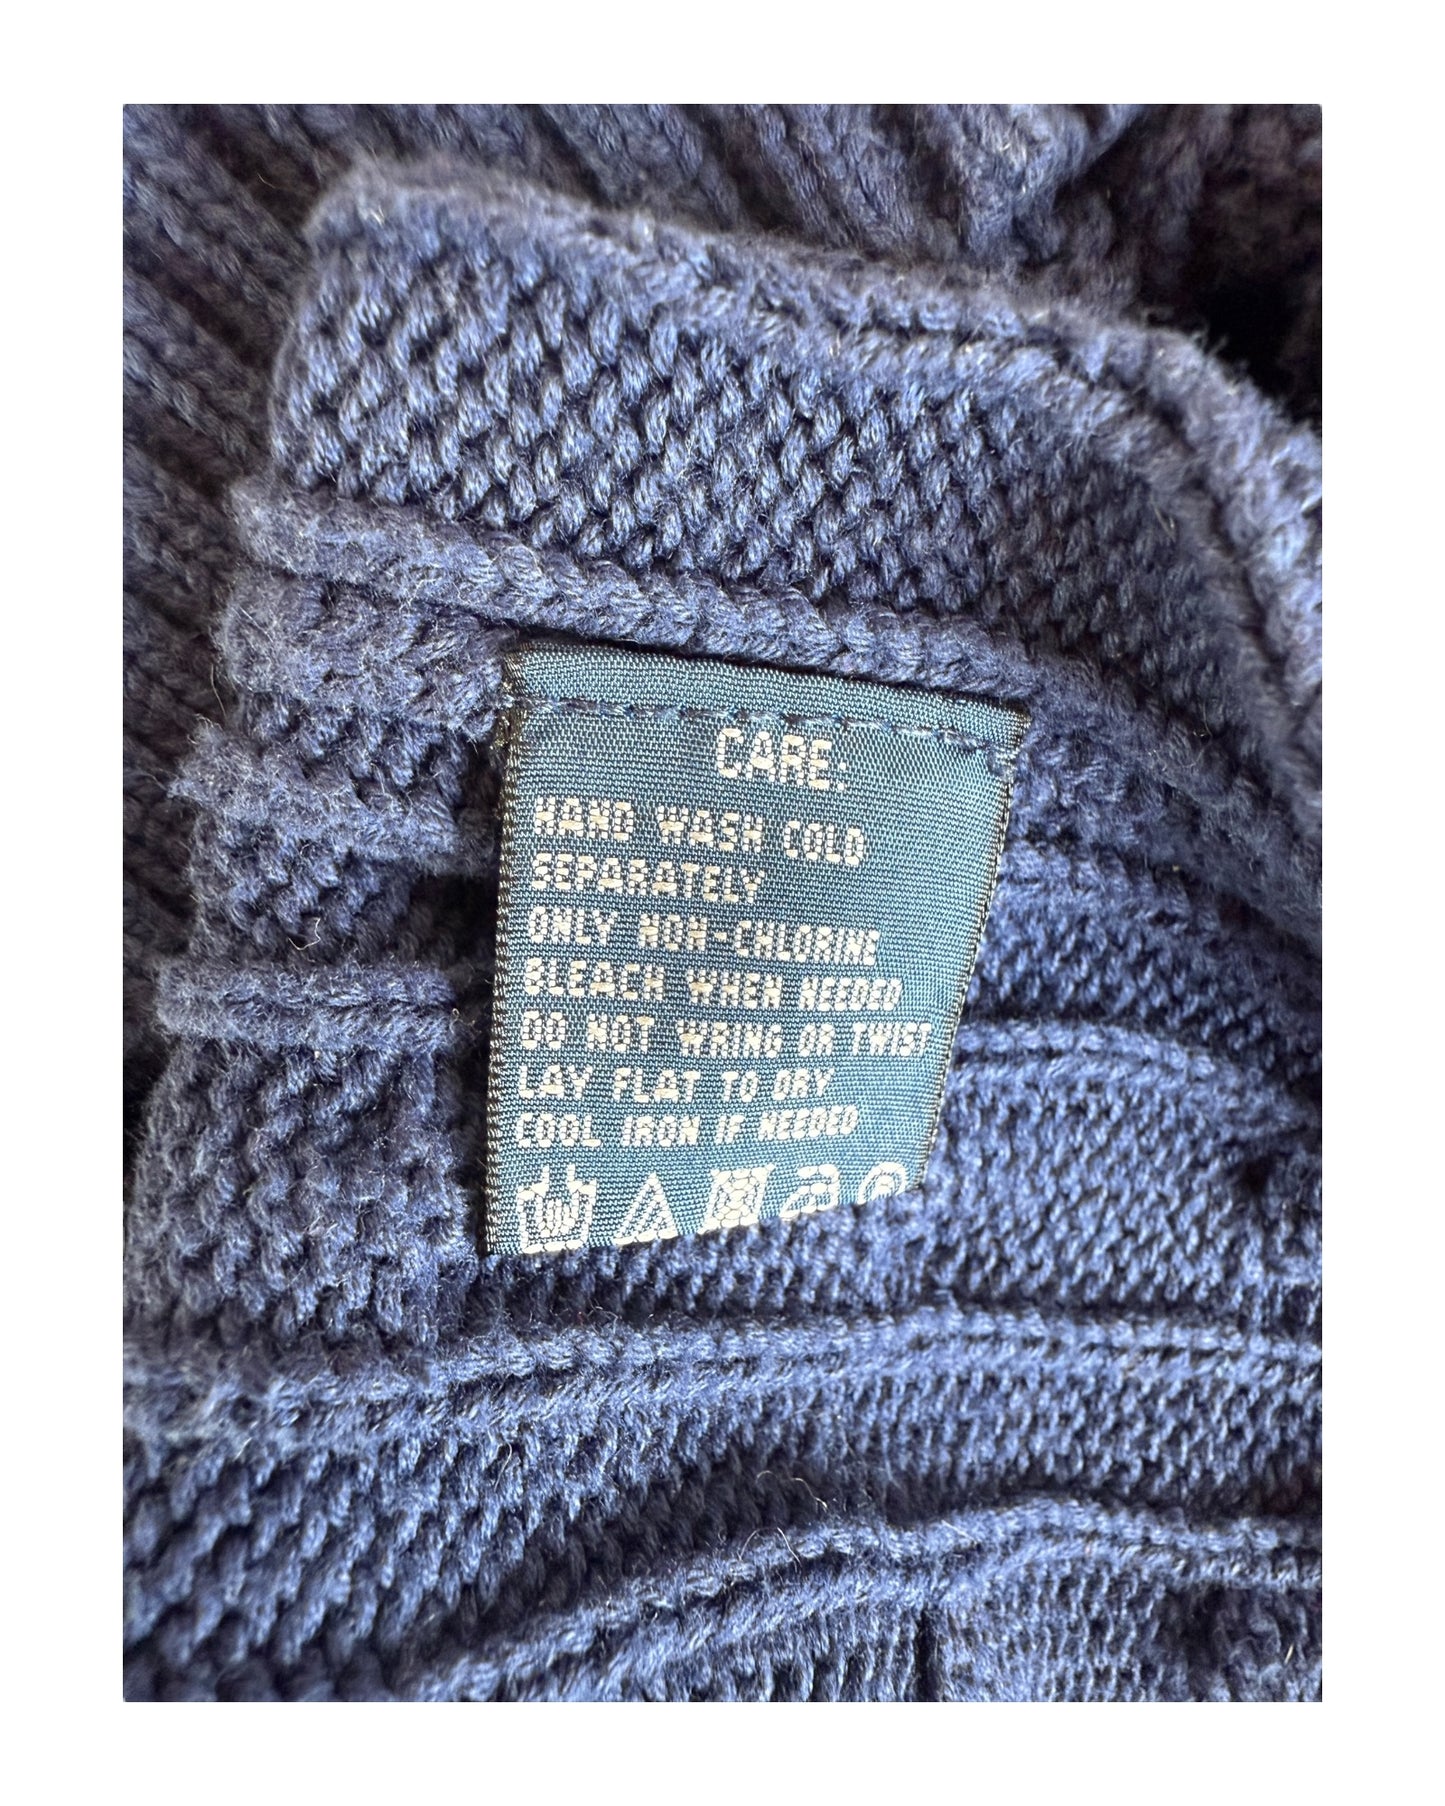 CARE:
HAND WASH COLD
SEPARATELY
ONLY NON-CHLORINE
BLEACH WHEN NEEDED
DO NOT WRING OR TWIST
LAY FLAT TO DRY
COOL IRON IF NEEDED